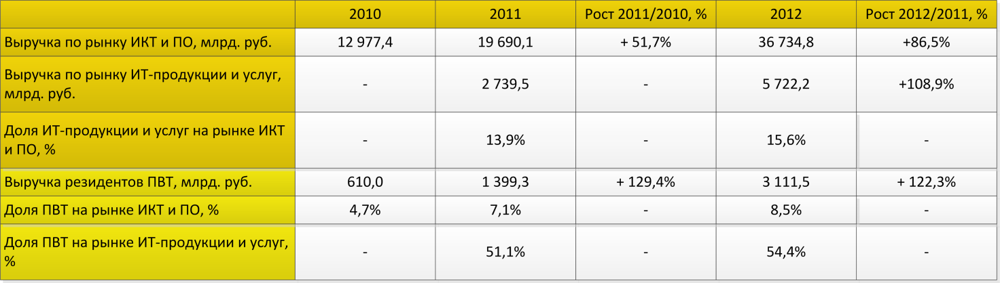 2010 2011 Рост 2011/2010, % 2012 Рост 2012/2011, %
Выручка по рынку ИКТ и ПО, млрд. руб. 12 977,4 19 690,1 + 51,7% 36 734,8 +86,5%
Выручка по рынку ИТ-продукции и услуг,
млрд. руб. - 2 739,5 - 5 722,2 +108,9%
Доля ИТ-продукции и услуг на рынке ИКТ
и ПО, % - 13,9% - 15,6% -
Выручка резидентов ПВТ, млрд. руб. 610,0 1 399,3 + 129,4% 3 111,5 + 122,3%
Доля ПВТ на рынке ИКТ и ПО, % 4,7% 7,1% - 8,5% -
Доля ПВТ на рынке ИТ-продукции и услуг,
% - 51,1% - 54,4% -